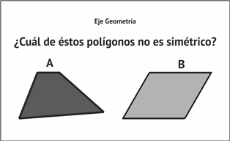 Eje Geometría
¿Cuál de éstos polígonos no es simétrico?
A B